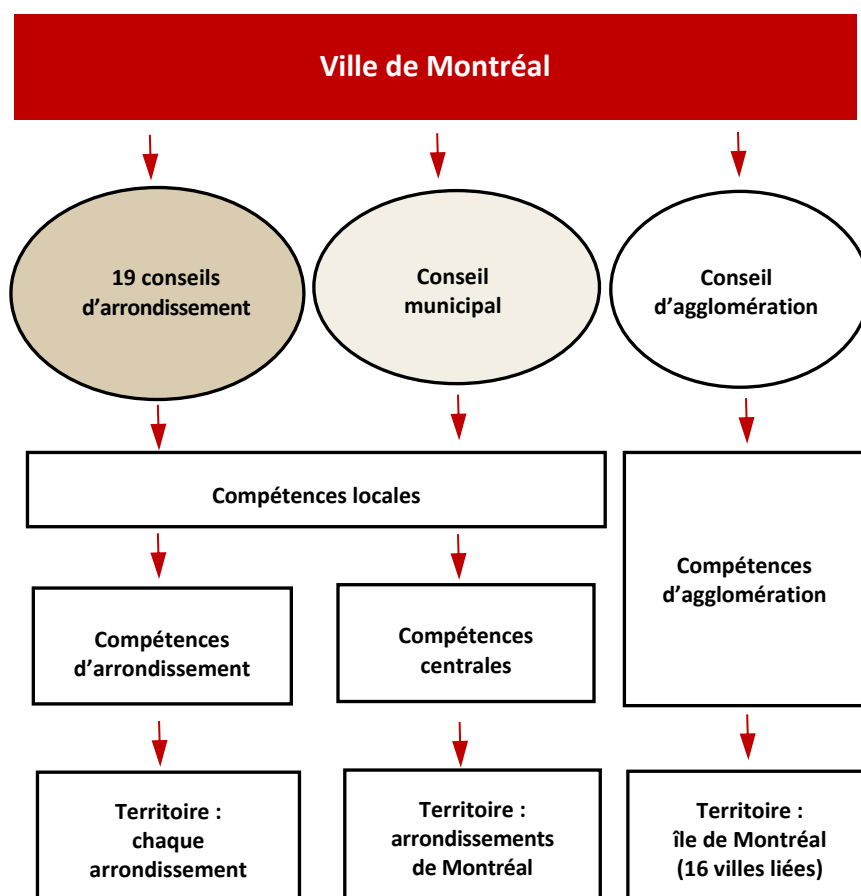 Ville de Montréal
19 conseils
d’arrondissement
Conseil
municipal
Conseil
d’agglomération
Compétences locales
Compétences
d’agglomération
Compétences
d’arrondissement
Compétences
centrales
Territoire :
chaque
arrondissement
Territoire :
arrondissements
de Montréal
Territoire :
île de Montréal
(16 villes liées)